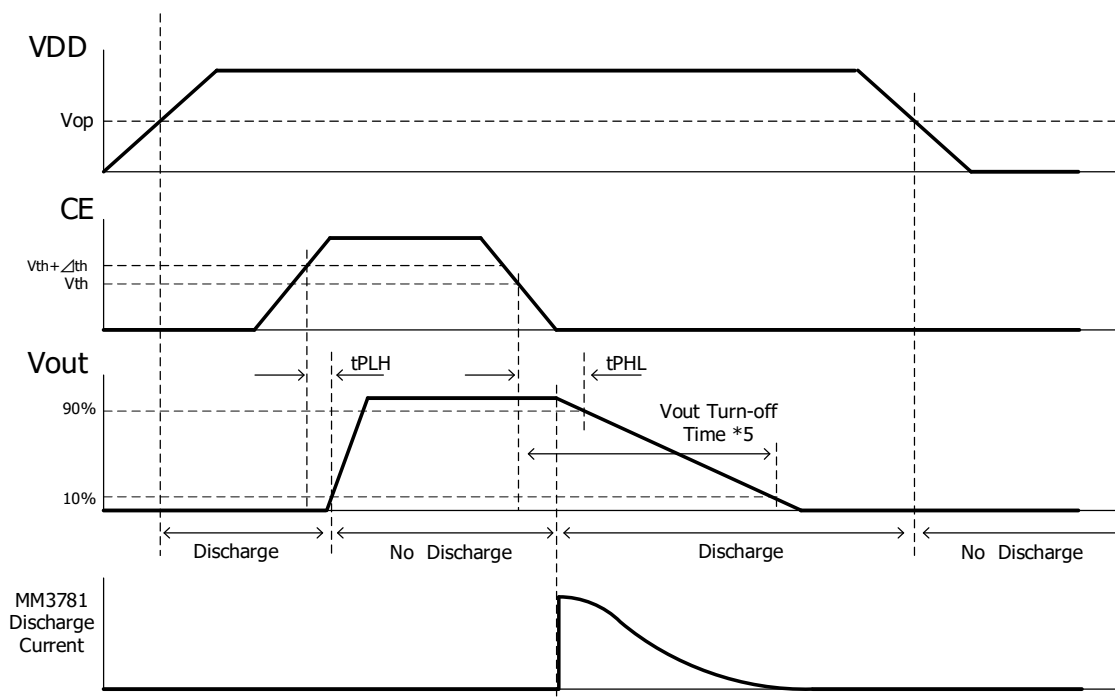 VDD
Vop
CE
Vth+⊿th
Vth
Vout
tPLH
tPHL
90%
Vout Turn-off
Time *5
10%
Discharge
No Discharge
Discharge
No Discharge
MM3781
Discharge
Current